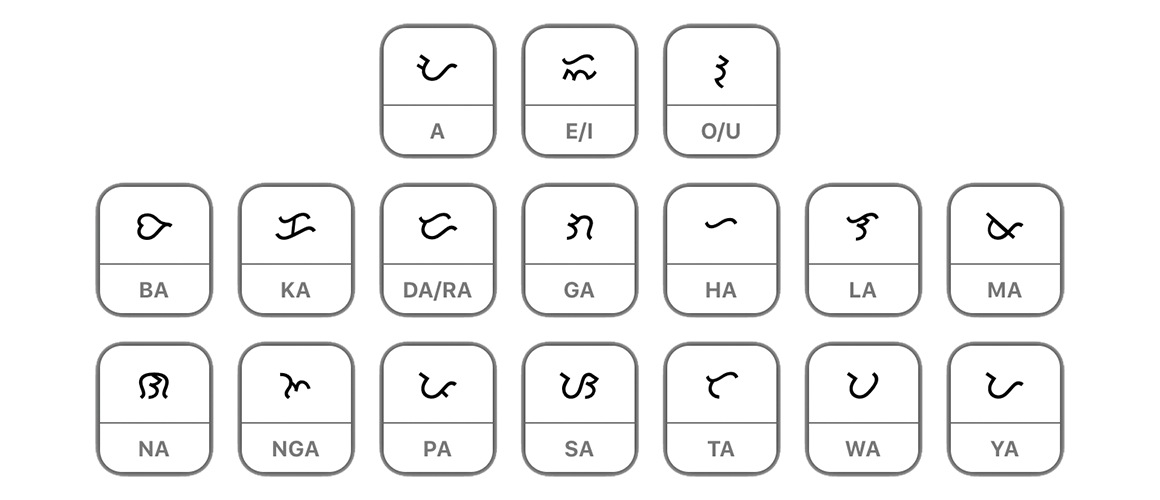 ᜀ ᜁ ᜂ
A E/I O/U
ᜊ ᜃ ᜇ ᜄ ᜑ ᜎ ᜋ
BA KA DA/RA GA HA LA MA
ᜈ ᜅ ᜉ ᜐ ᜆ ᜏ ᜌ
NA NGA PA SA TA WA YA